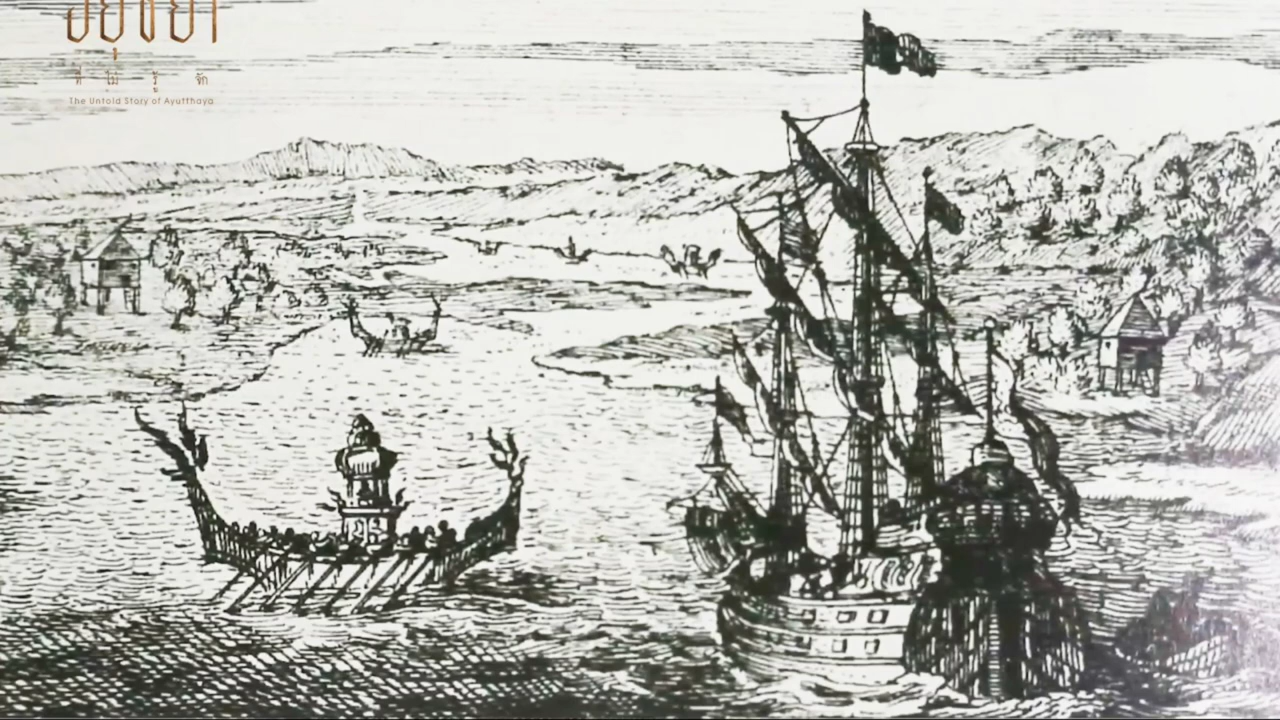 อยุธยา
ที่ ไม่ รู้ จัก
The Untold Story of Ayutthaya